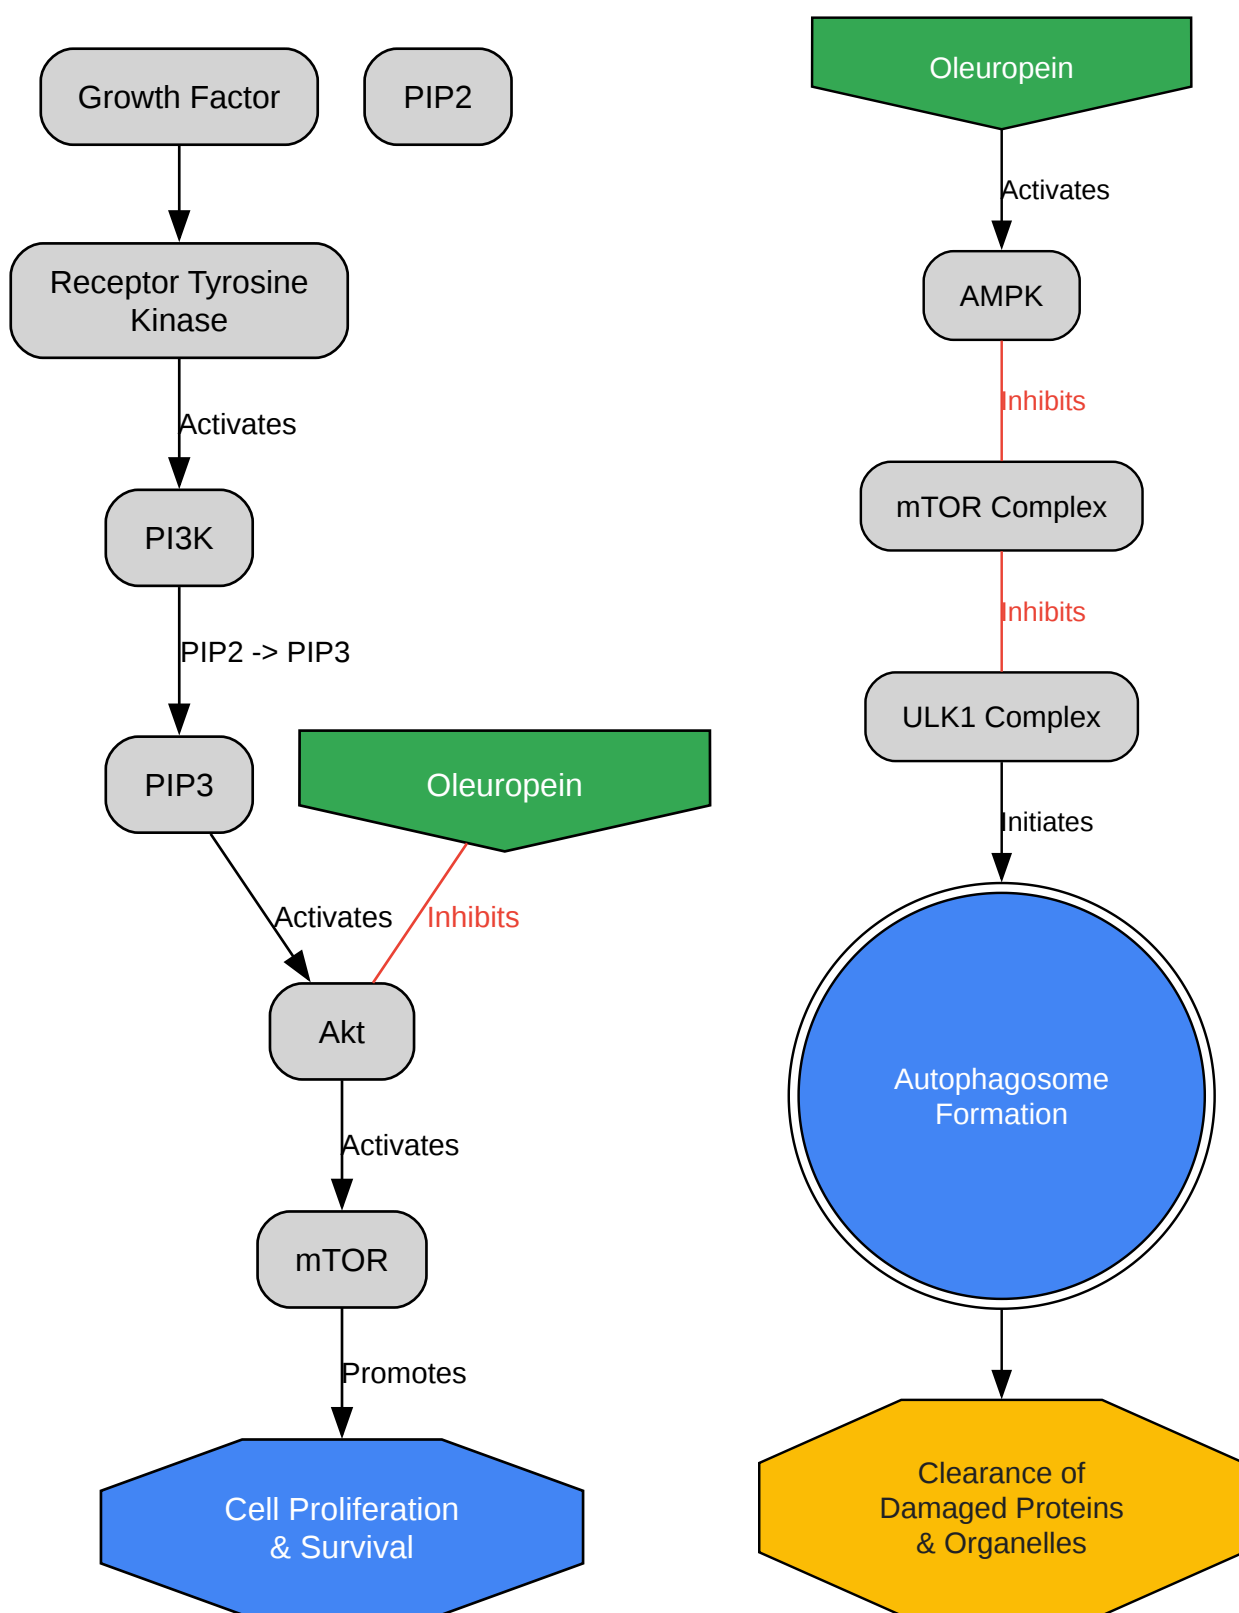 Growth Factor
PIP2
Receptor Tyrosine
Kinase
Activates
PI3K
PIP2 -> PIP3
PIP3
Oleuropein
Activates
Inhibits
Akt
Activates
mTOR
Promotes
Cell Proliferation
& Survival
Oleuropein
Activates
AMPK
Inhibits
mTOR Complex
Inhibits
ULK1 Complex
Initiates
Autophagosome
Formation
Clearance of
Damaged Proteins
& Organelles